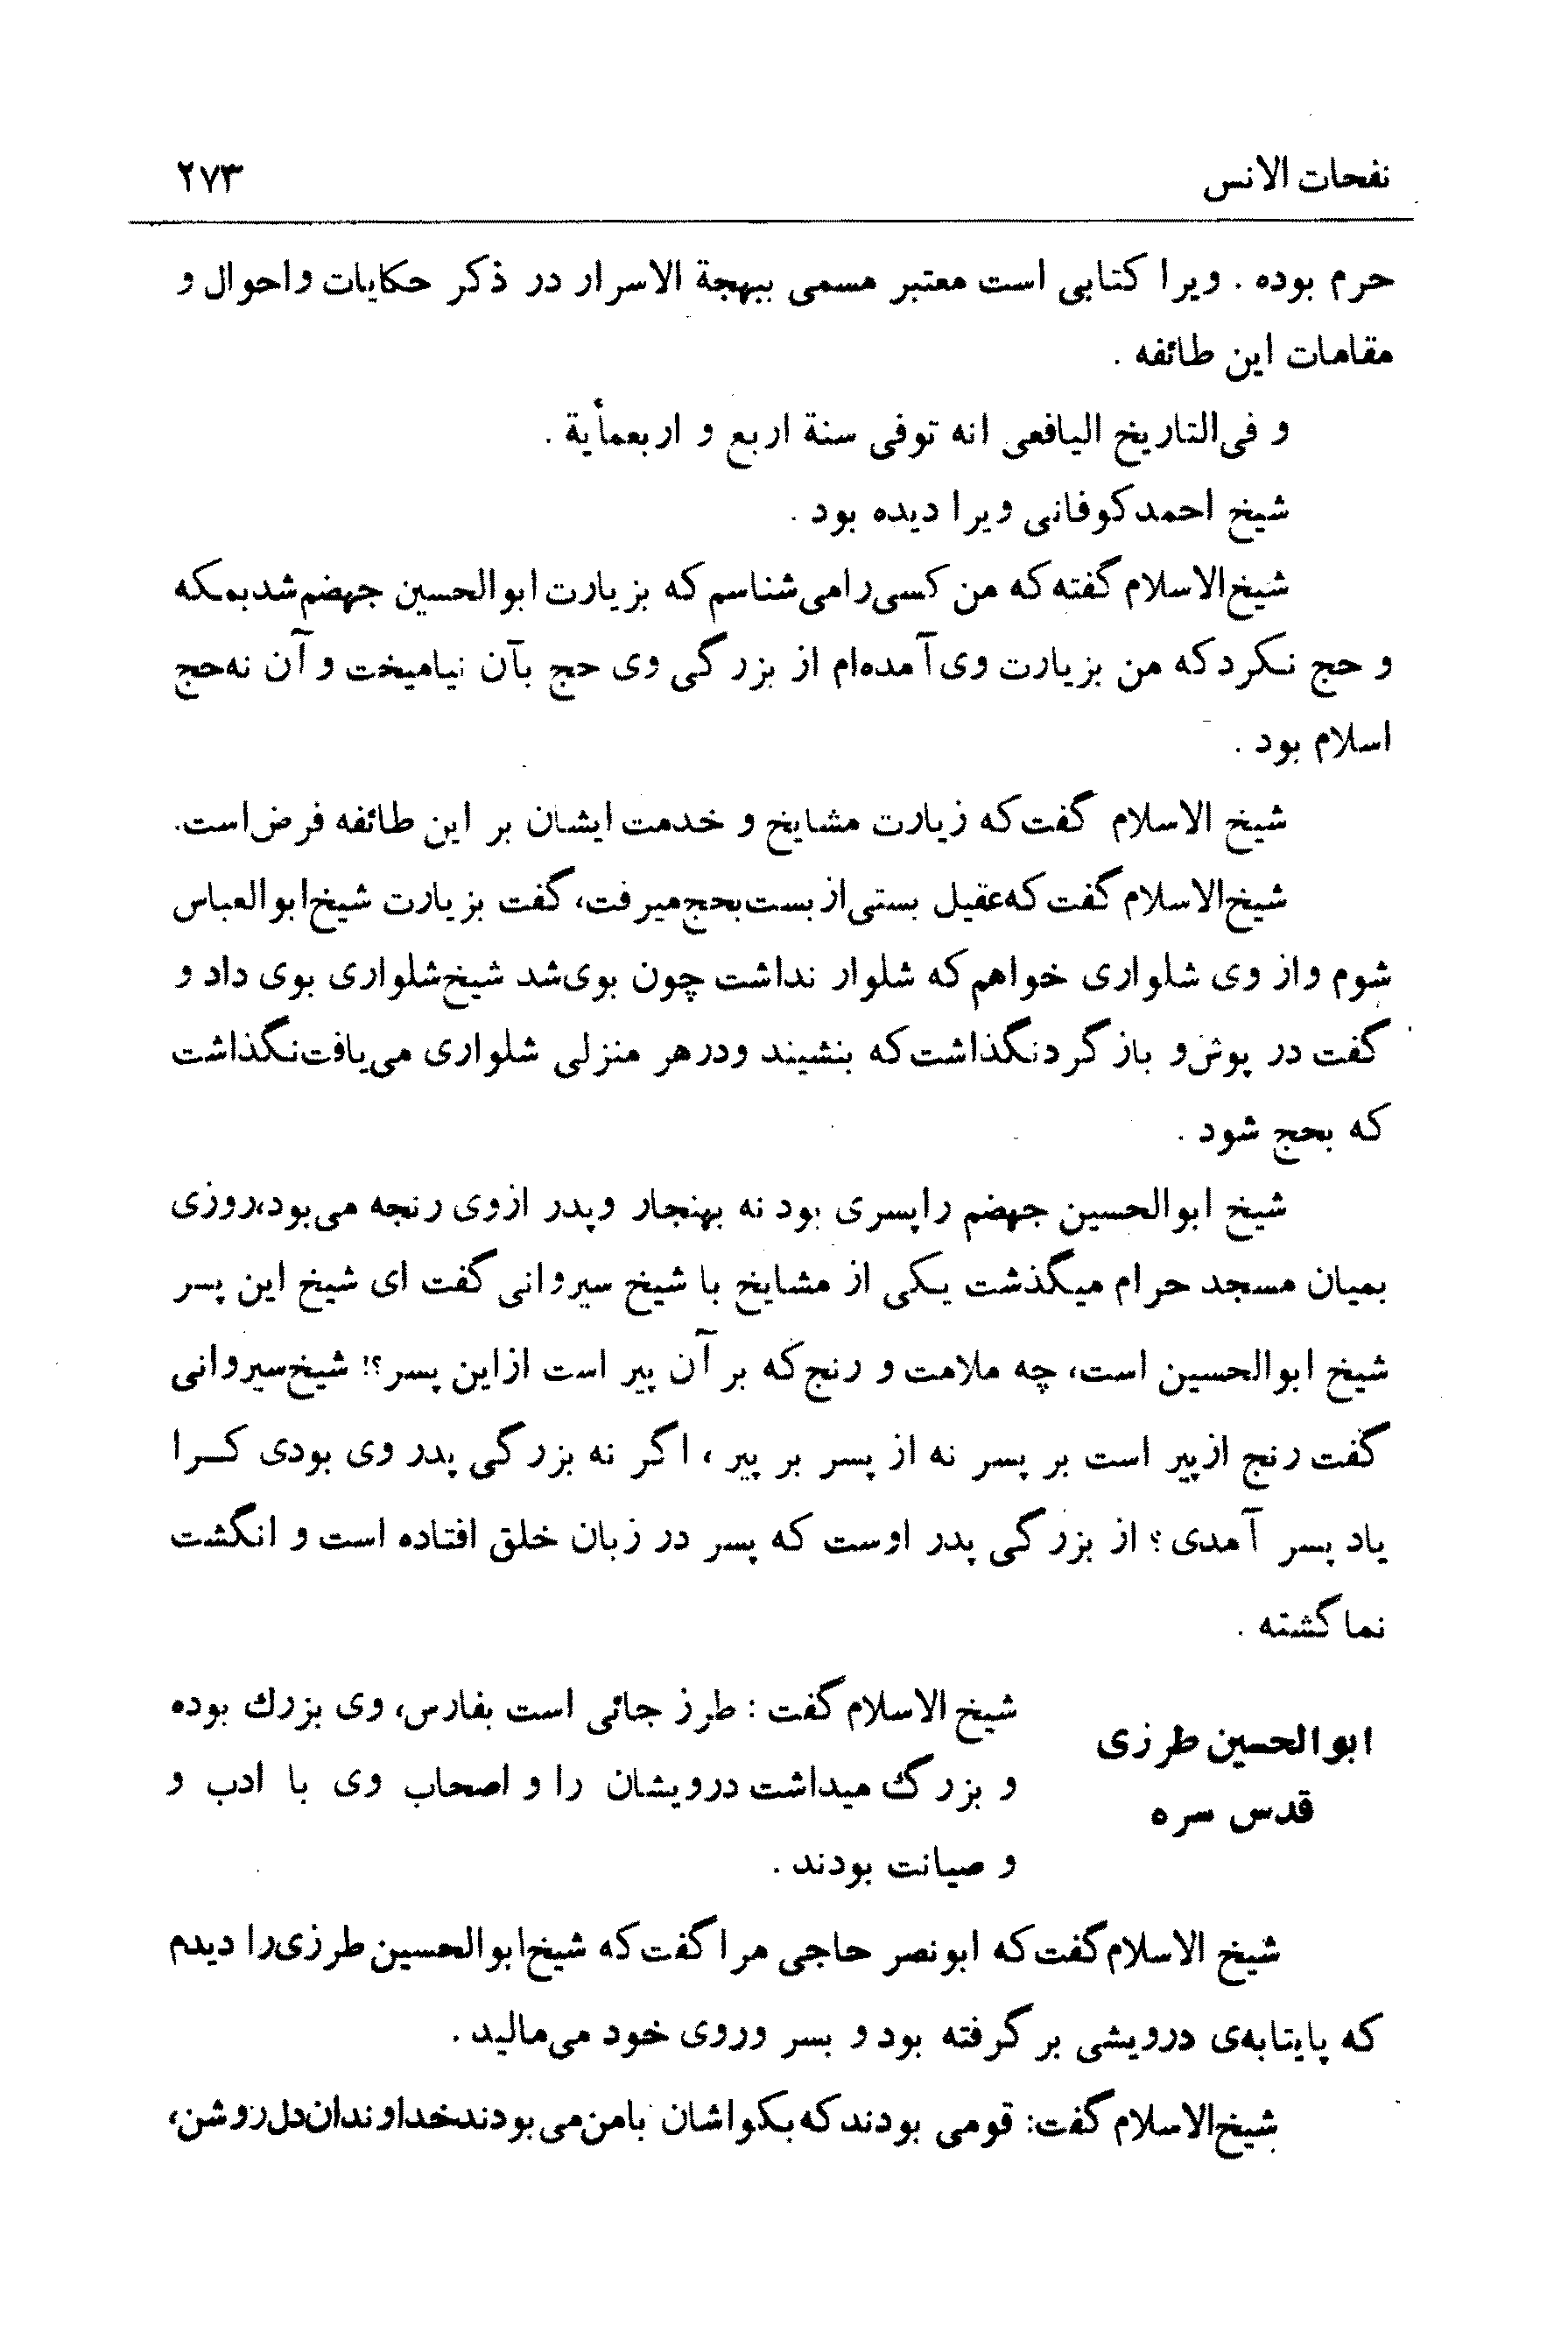 نفحات الانس ۲۷۳
حرم بوده . ویرا کتابی است معتبر مسمی ببهجة الاسرار در ذکر حکایات واحوال و
مقامات این طائفه .
و فی‌التاریخ الیافعی انه توفی سنة اربع و اربعمأیة .
شیخ احمد کوفانی ویرا دیده بود .
شیخ‌الاسلام گفته که من کسی‌رامی‌شناسم که بزیارت ابوالحسین جهضم شد بمکه
و حج نکرد که من بزیارت وی آمده‌ام از بزرگی وی حج بآن نیامیخت و آن نه حج
اسلام بود .
شیخ الاسلام گفت که زیارت مشایخ و خدمت ایشان بر این طائفه فرض است.
شیخ‌الاسلام گفت که عقیل بستی از بست بحج میرفت، گفت بزیارت شیخ ابوالعباس
شوم واز وی شلواری خواهم که شلوار نداشت چون بوی شد شیخ شلواری بوی داد و
گفت در پوش و باز گرد نگذاشت که بنشیند ودرهر منزلی شلواری می‌یافت نگذاشت
که بحج شود .
شیخ ابوالحسین جهضم راپسری بود نه بهنجار وپدر ازوی رنجه می‌بود،روزی
بمیان مسجد حرام میگذشت یکی از مشایخ با شیخ سیروانی گفت ای شیخ این پسر
شیخ ابوالحسین است، چه ملامت و رنج که بر آن پیر است ازاین پسر؟! شیخ سیروانی
گفت رنج ازپیر است بر پسر نه از پسر بر پیر ، اگر نه بزرگی پدر وی بودی کـرا
یاد پسر آمدی ؟ از بزرگی پدر اوست که پسر در زبان خلق افتاده است و انگشت
نما گشته .
ابوالحسین طرزی
قدس سره
شیخ الاسلام گفت : طرز جائی است بفارس، وی بزرك بوده
و بزرگ میداشت درویشان را و اصحاب وی با ادب و
و صیانت بودند .
شیخ الاسلام گفت که ابونصر حاجی مرا گفت که شیخ ابوالحسین طرزی‌را دیدم
که پایتابه‌ی درویشی بر گرفته بود و بسر وروی خود می‌مالید .
شیخ‌الاسلام گفت: قومی بودند که بکواشان بامن می‌بودند خداوندان دل روشن،